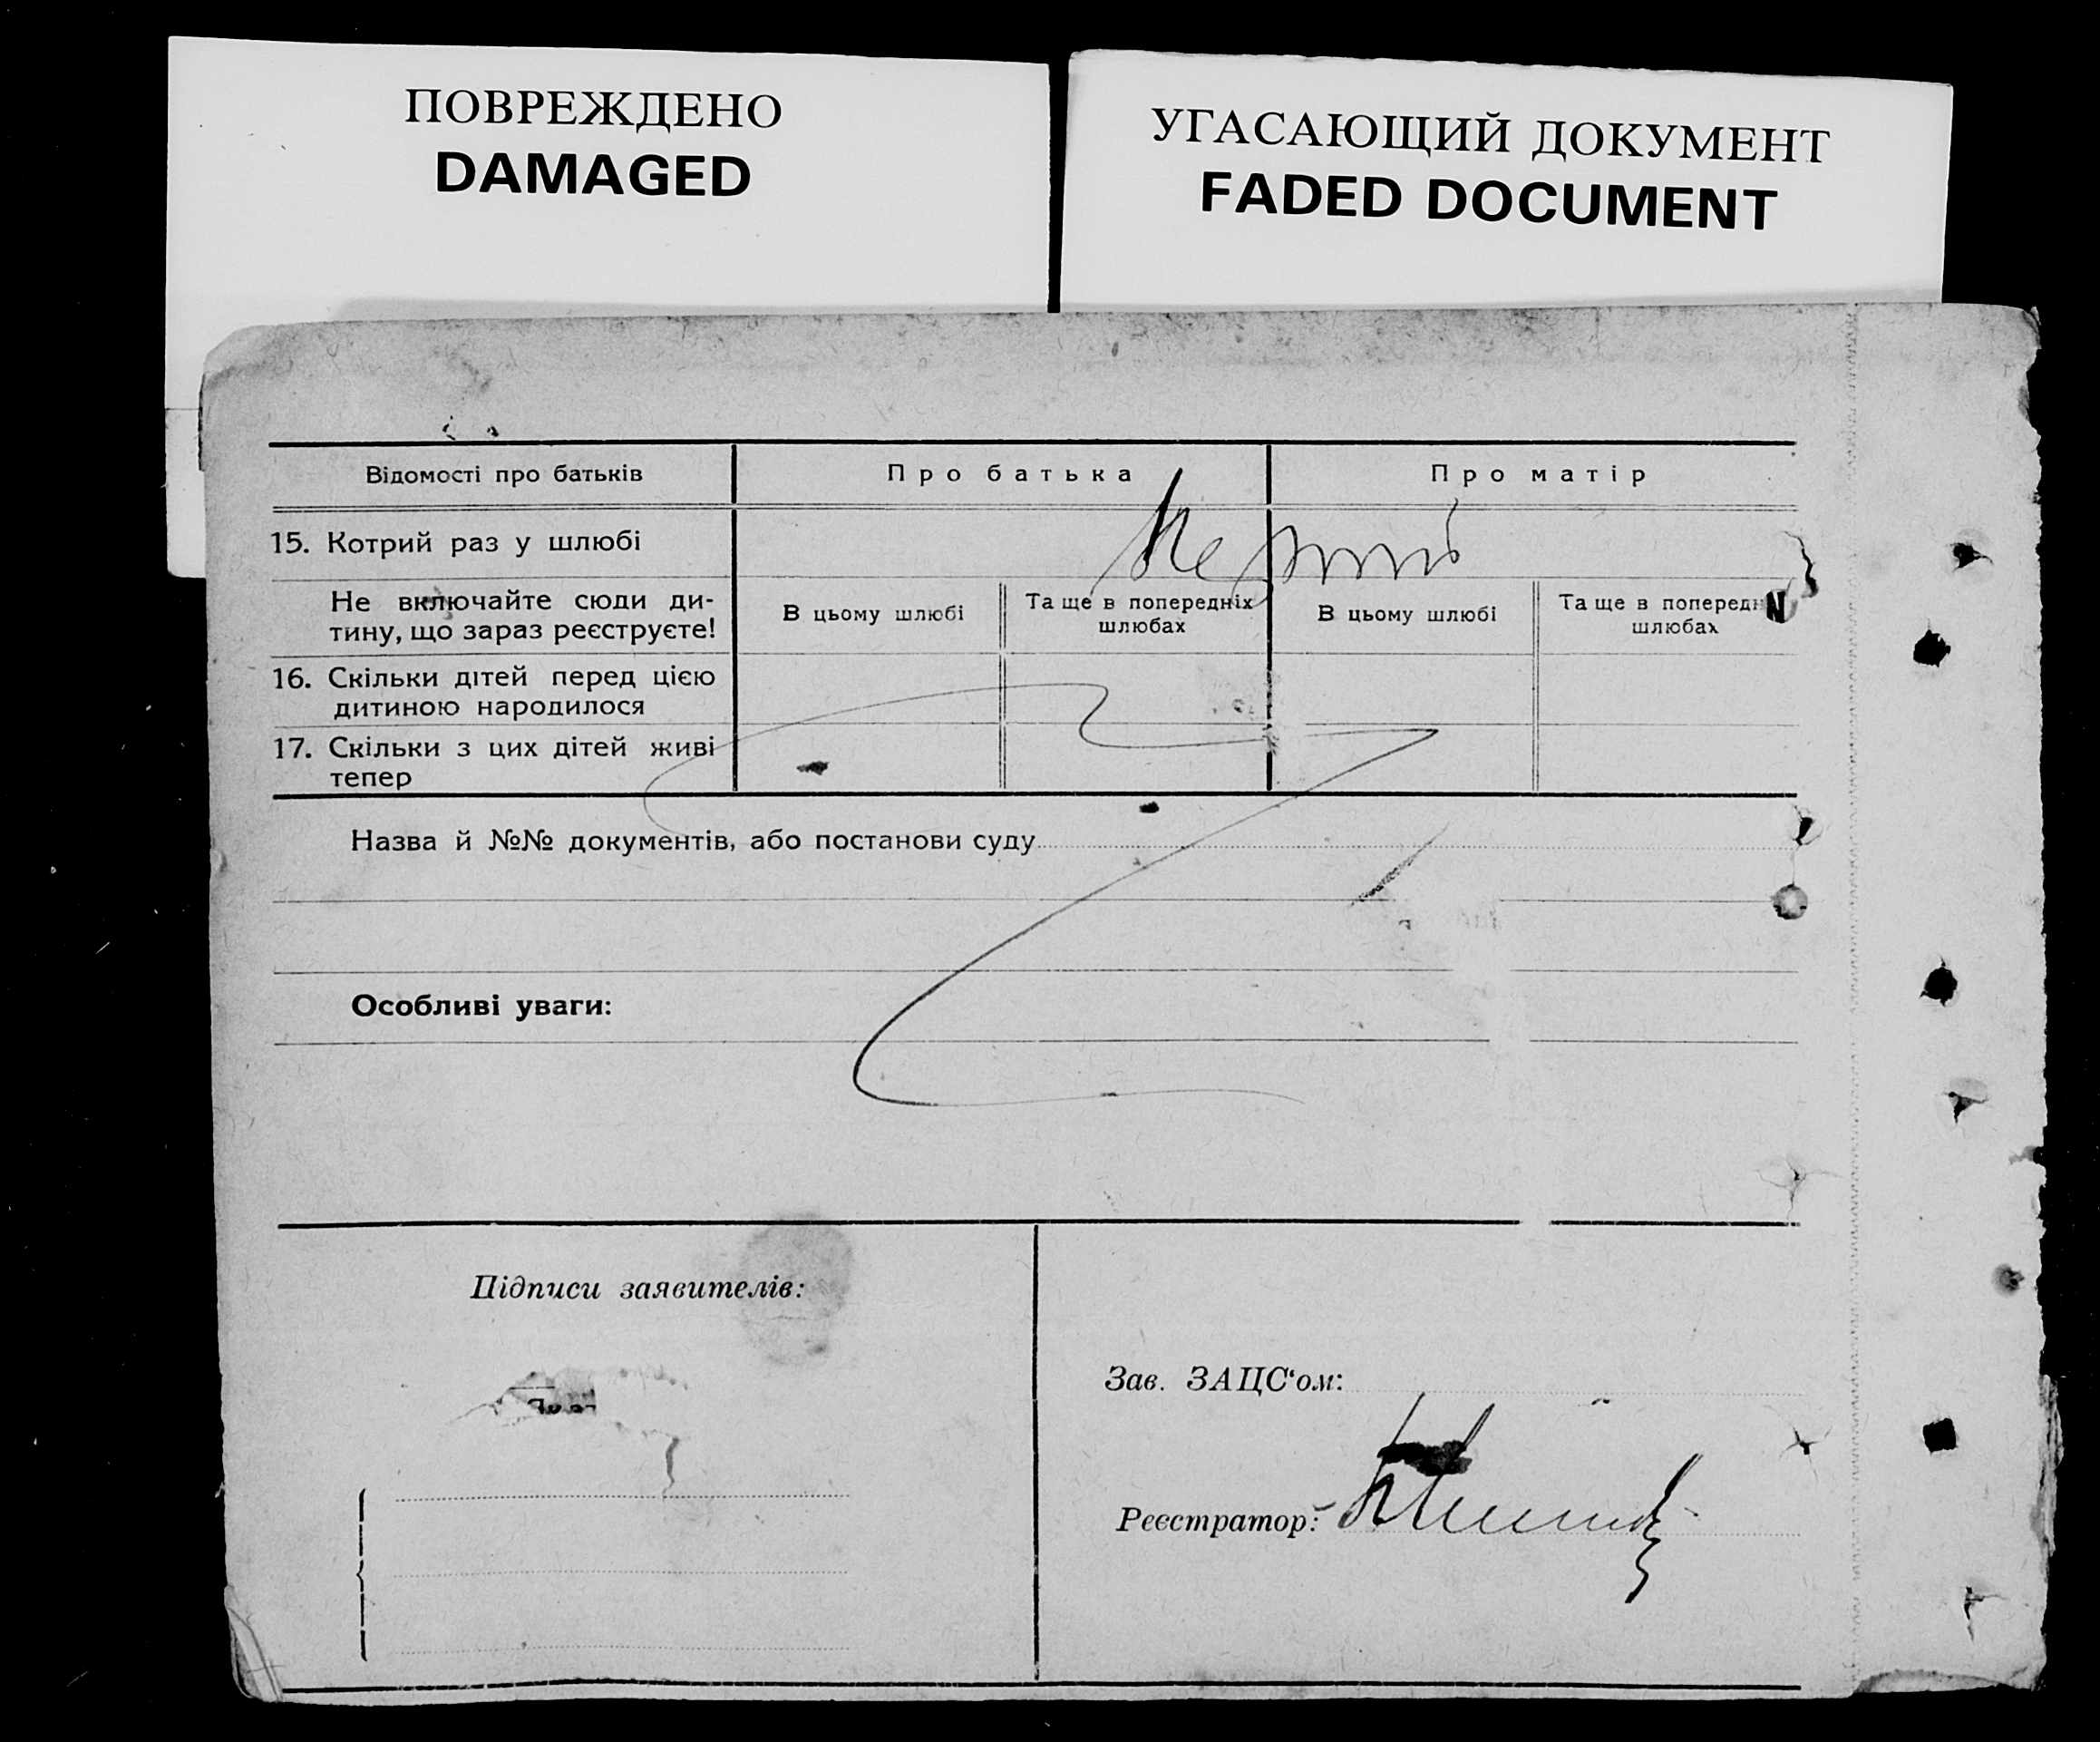 ПОВРЕЖДЕНО
DAMAGED
УГАСАЮЩИЙ ДОКУМЕНТ
FADED DOCUMENT
Відомості про батьків
Про батька
Про матір
15. Котрий раз у шлюбі
Не включайте сюди ди-
тину, що зараз реєструєте!
В цьому шлюбі
Та ще в попередніх
шлюбах
В цьому шлюбі
Та ще в
шлюбах
16. Скільки дітей перед цією
дитиною народилося
17. Скільки з цих дітей живі
тепер
Назва й №№ документів, або постанови суду
Особливі уваги:
Підписи заявителів:
Зав. ЗАЦС‘ом:
Реєстратор: